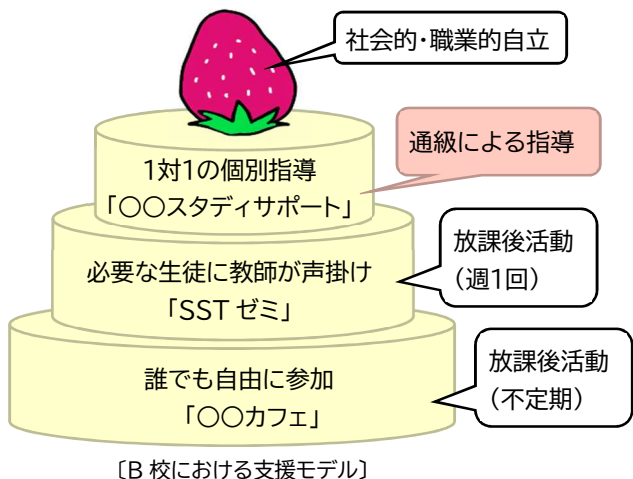 社会的・職業的自立
通級による指導
1対1の個別指導
「〇〇スタディサポート」
放課後活動
(週1回)
必要な生徒に教師が声掛け
「SST ゼミ」
放課後活動
(不定期)
誰でも自由に参加
「〇〇カフェ」
〔B 校における支援モデル〕